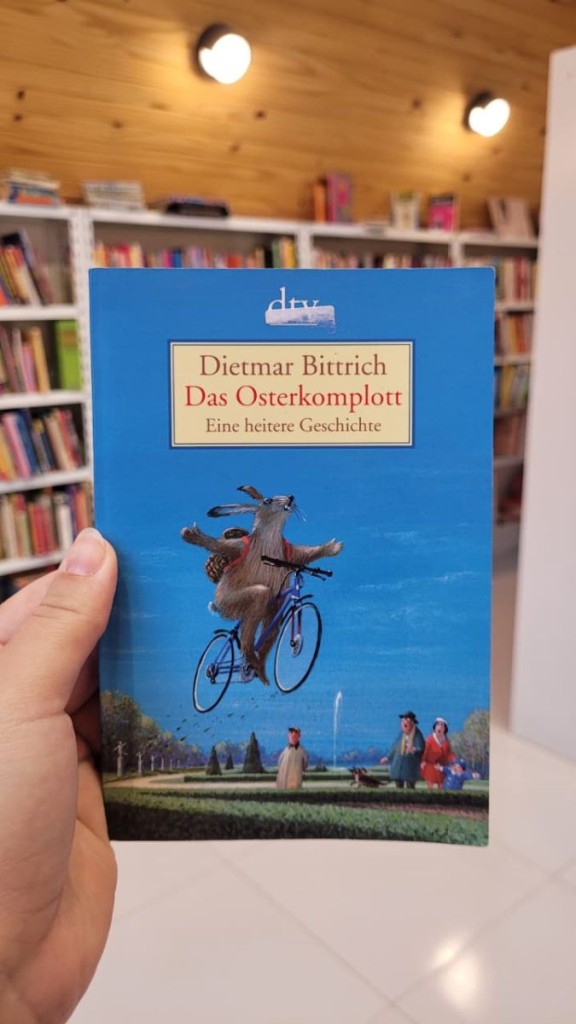 dtv
Dietmar Bittrich
Das Osterkomplott
Eine heitere Geschichte